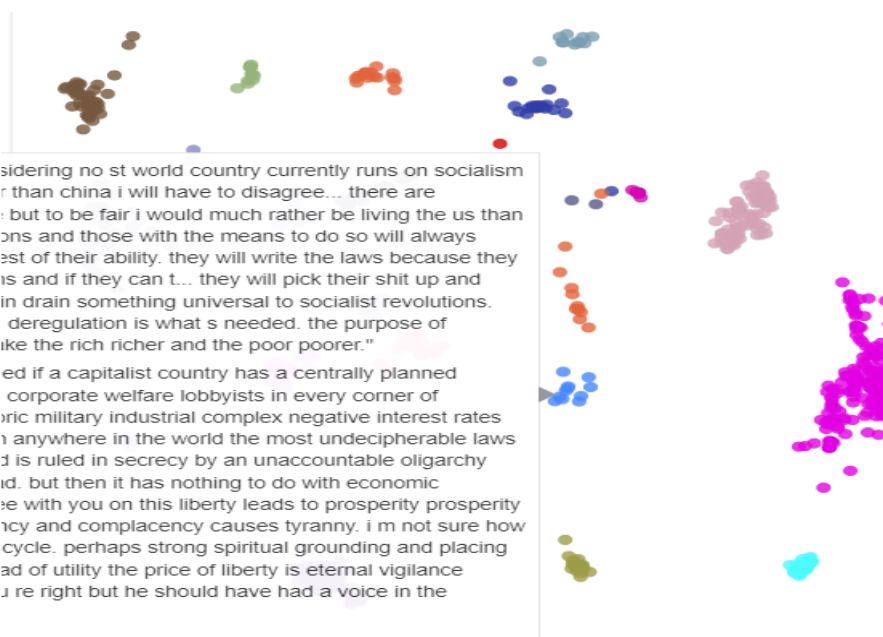 sidering no st world country currently runs on socialism
than china i will have to disagree... there are
but to be fair i would much rather be living the us than
ons and those with the means to do so will always
est of their ability. they will write the laws because they
s and if they can t... they will pick their shit up and
in drain something universal to socialist revolutions.
deregulation is what s needed. the purpose of
ke the rich richer and the poor poorer."
ed if a capitalist country has a centrally planned
corporate welfare lobbyists in every corner of
ric military industrial complex negative interest rates
anywhere in the world the most undecipherable laws
d is ruled in secrecy by an unaccountable oligarchy
d. but then it has nothing to do with economic
ee with you on this liberty leads to prosperity prosperity
ncy and complacency causes tyranny. i m not sure how
cycle. perhaps strong spiritual grounding and placing
ad of utility the price of liberty is eternal vigilance
u re right but he should have had a voice in the